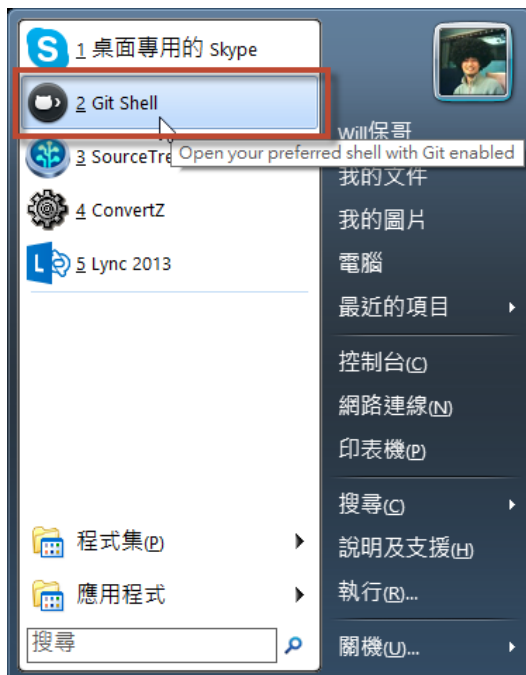 1 桌面專用的 Skype
2 Git Shell
3 SourceTre
Open your preferred shell with Git enabled
4 ConvertZ
5 Lync 2013
程式集(P)
應用程式
搜尋
Will保哥
我的文件
我的圖片
電腦
最近的項目
控制台(C)
網路連線(N)
印表機(P)
搜尋(C)
說明及支援(H)
執行(R)...
關機(U)...